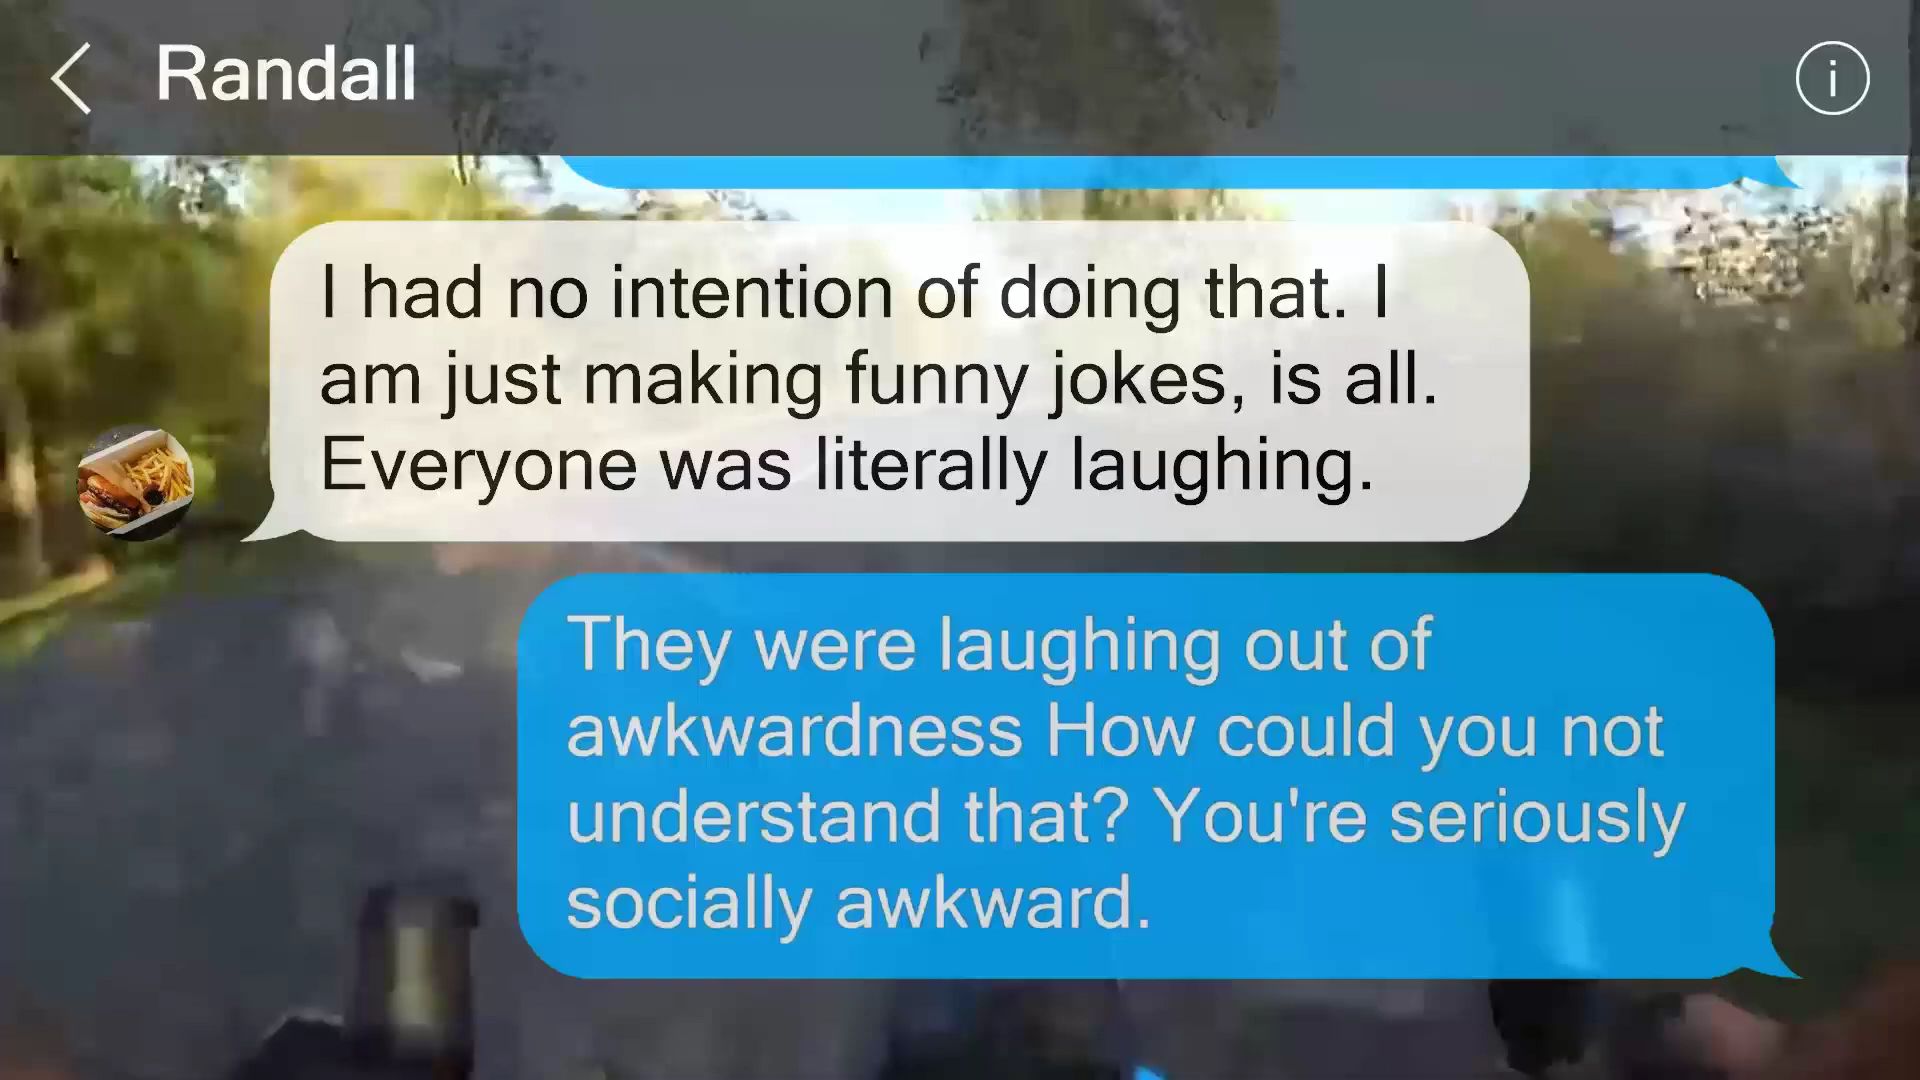 Randall
I had no intention of doing that. I
am just making funny jokes, is all.
Everyone was literally laughing.
They were laughing out of
awkwardness How could you not
understand that? You're seriously
socially awkward.